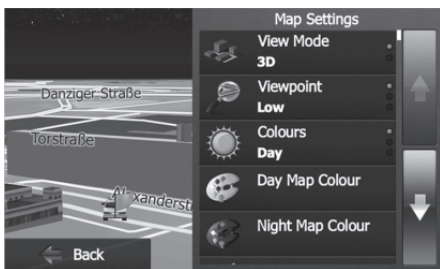 Map Settings
View Mode
3D
Viewpoint
Low
Colours
Day
Day Map Colour
Night Map Colour
Danziger Straße
Torstraße
Alexanderst
Back